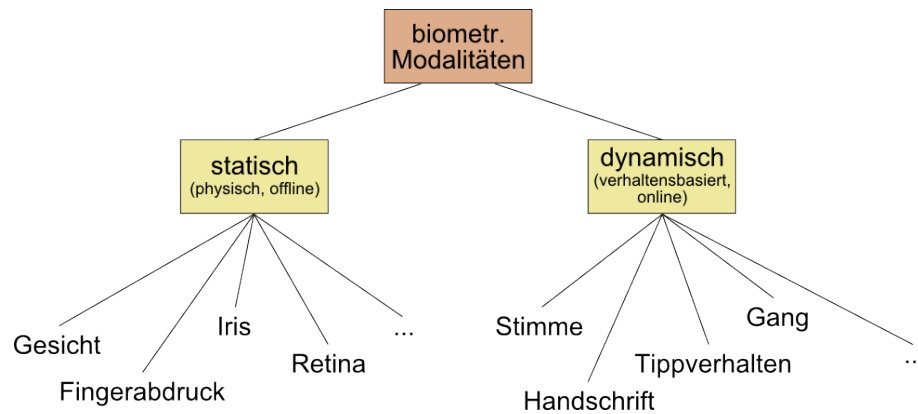 biometr.
Modalitäten
statisch
(physisch, offline)
dynamisch
(verhaltensbasiert,
online)
Gesicht
Fingerabdruck
Iris
Retina
...
Stimme
Handschrift
Tippverhalten
Gang
..